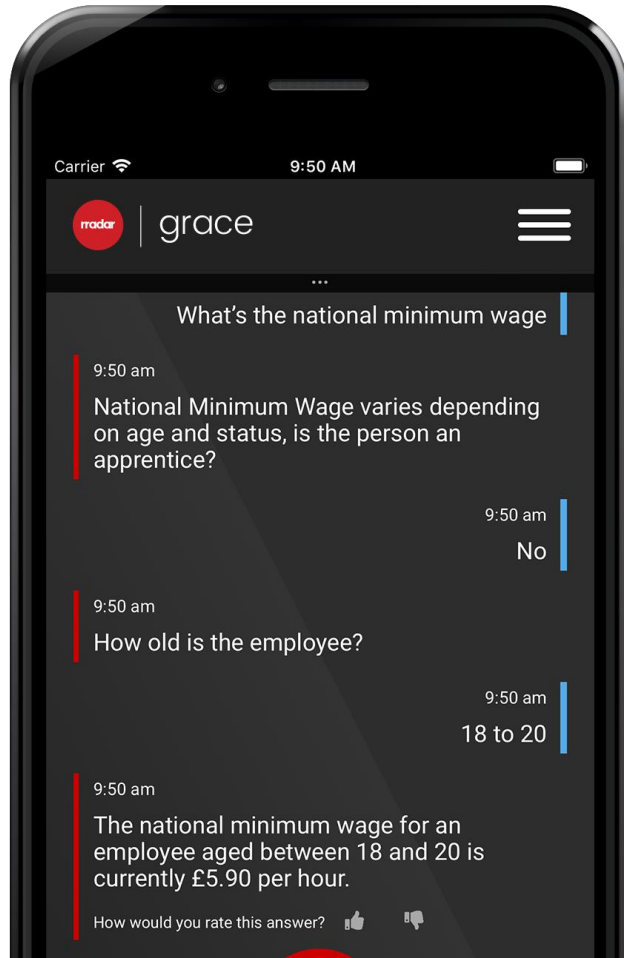 Carrier 9:50 AM
rradar grace
What's the national minimum wage
9:50 am
National Minimum Wage varies depending
on age and status, is the person an
apprentice?
9:50 am
No
9:50 am
How old is the employee?
9:50 am
18 to 20
9:50 am
The national minimum wage for an
employee aged between 18 and 20 is
currently £5.90 per hour.
How would you rate this answer?